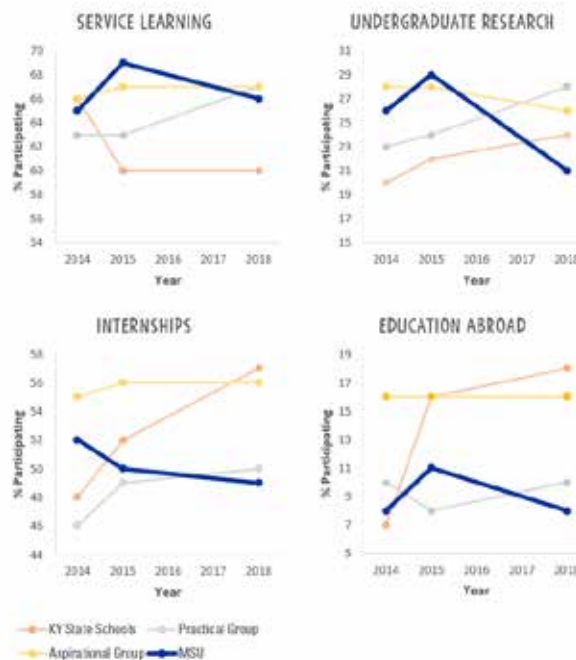 SERVICE LEARNING
% Participating
70
68
66
64
62
60
58
56
54
2014 2015 2016 2017 2018
Year
UNDERGRADUATE RESEARCH
% Participating
31
29
27
25
23
21
19
17
15
2014 2015 2016 2017 2018
Year
INTERNSHIPS
% Participating
58
56
54
52
50
48
46
44
2014 2015 2016 2017 2018
Year
EDUCATION ABROAD
% Participating
19
17
15
13
11
9
7
5
2014 2015 2016 2017 2018
Year
KY State Schools Practical Group
Aspirational Group MSU